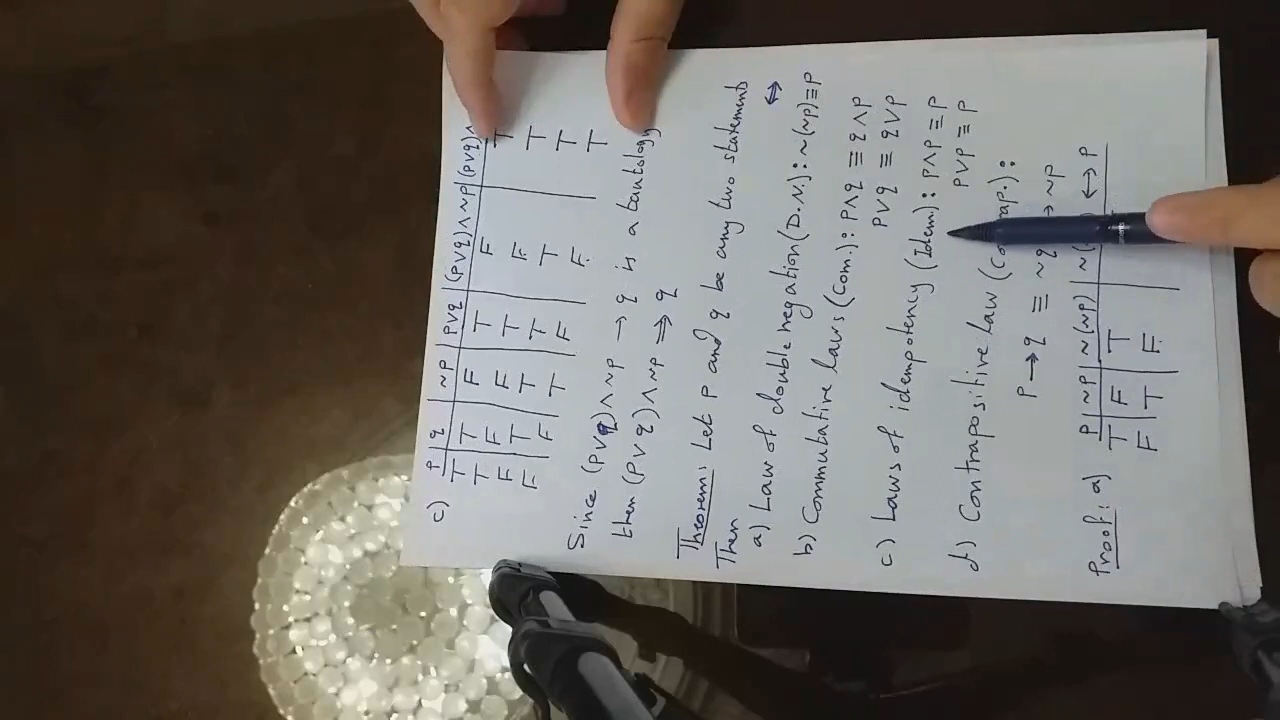 c) p | q | ~p | p∨q | (p∨q)∧~p | (p∨q)∧
T | T | F | T | F | T
T | F | F | T | F | T
F | T | T | T | T | T
F | F | T | F | F | T
Since (p∨q)∧~p → q is a tautology
then (p∨q)∧~p ⇒ q
Theorem: Let p and q be any two statements
Then
a) Law of double negation (D.N.): ~(~p)≡p
⇔
b) Commutative laws (Com.): p∧q ≡ q∧p
p∨q ≡ q∨p
c) Laws of idempotency (Idem): p∧p ≡ p
p∨p ≡ p
d) Contrapositive Law
p → q ≡ ~q → ~p
Proof: a) p | ~p | ~(~p) | ↔ p
T | F | T
F | T | F